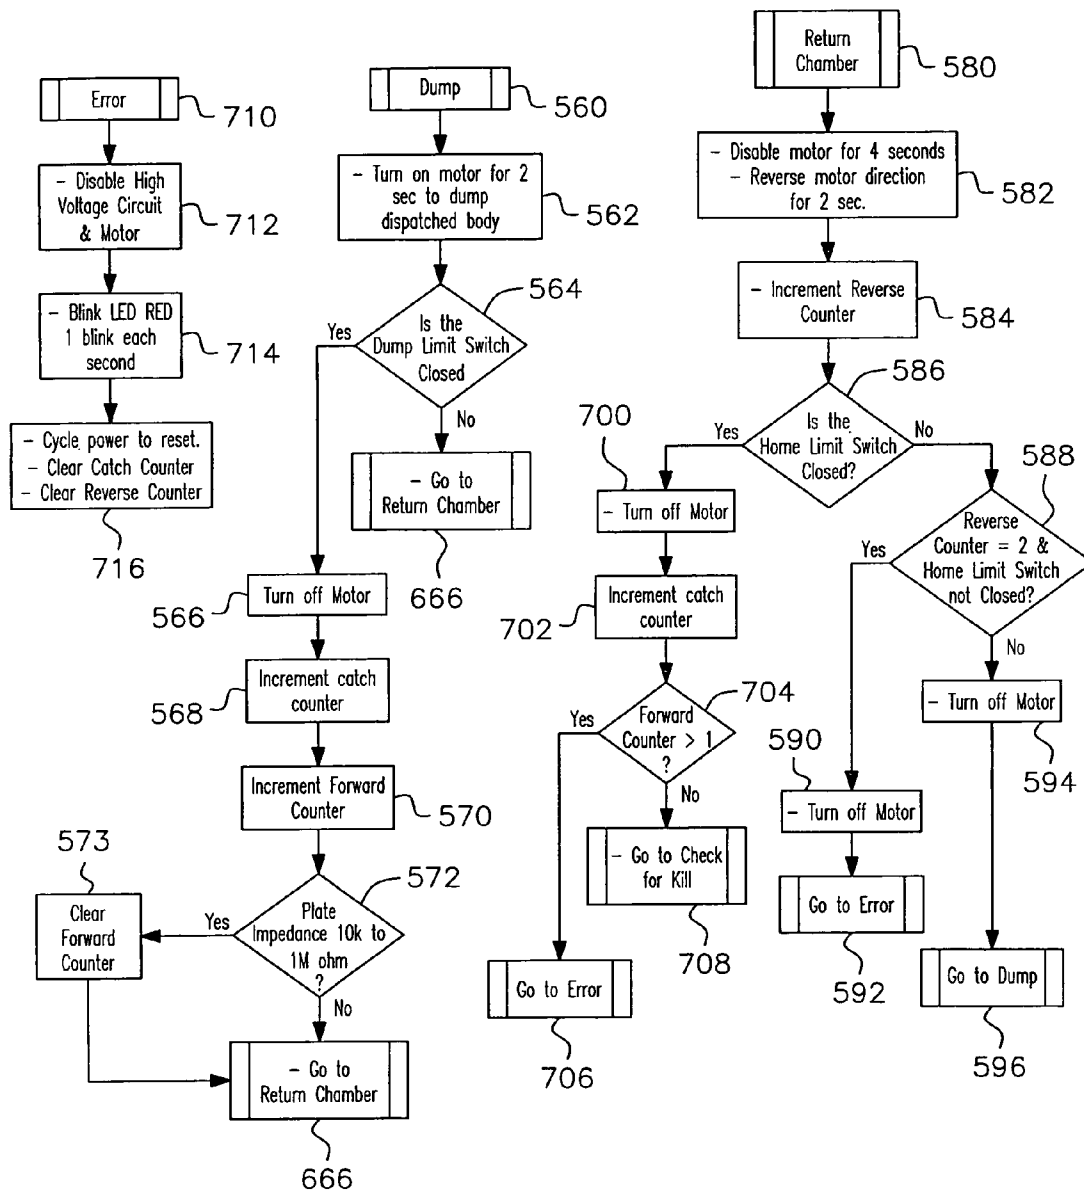 Error
710
- Disable High
Voltage Circuit
& Motor
712
- Blink LED RED
1 blink each
second
714
- Cycle power to reset.
- Clear Catch Counter
- Clear Reverse Counter
716
Dump
560
- Turn on motor for 2
sec to dump
dispatched body
562
564
Is the
Dump Limit Switch
Closed
Yes
No
- Go to
Return Chamber
666
Turn off Motor
566
Increment catch
counter
568
Increment Forward
Counter
570
572
Plate
Impedance 10k to
1M ohm
?
Yes
No
573
Clear
Forward
Counter
- Go to
Return Chamber
666
Return
Chamber
580
- Disable motor for 4 seconds
- Reverse motor direction
for 2 sec.
582
- Increment Reverse
Counter
584
586
Is the
Home Limit Switch
Closed?
Yes
No
700
- Turn off Motor
Increment catch
counter
702
704
Forward
Counter > 1
?
Yes
No
Go to Error
706
- Go to Check
for Kill
708
588
Reverse
Counter = 2 &
Home Limit Switch
not Closed?
Yes
No
590
- Turn off Motor
Go to Error
592
- Turn off Motor
594
Go to Dump
596